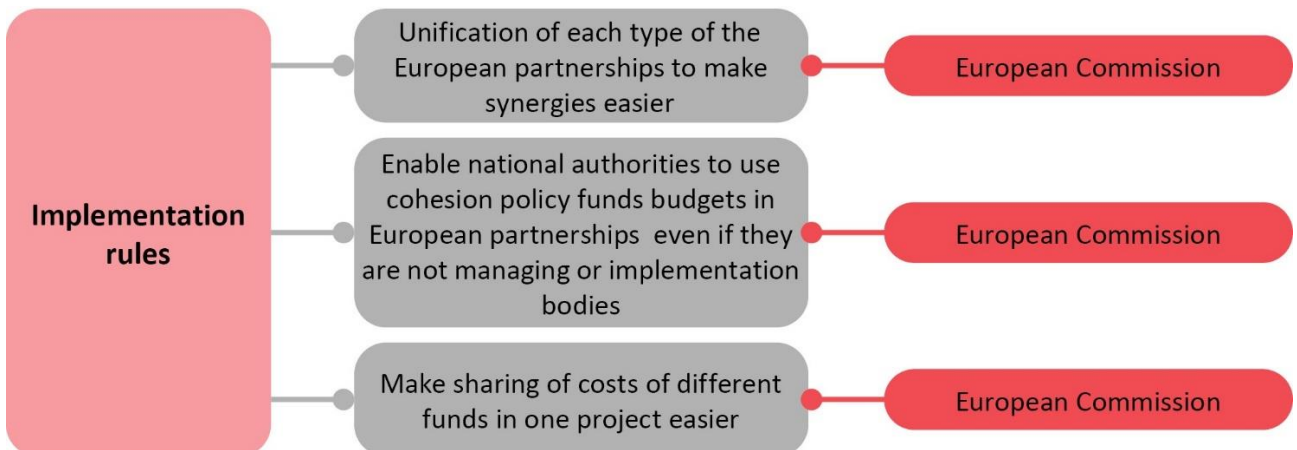 Implementation
rules
Unification of each type of the
European partnerships to make
synergies easier
European Commission
Enable national authorities to use
cohesion policy funds budgets in
European partnerships  even if they
are not managing or implementation
bodies
European Commission
Make sharing of costs of different
funds in one project easier
European Commission